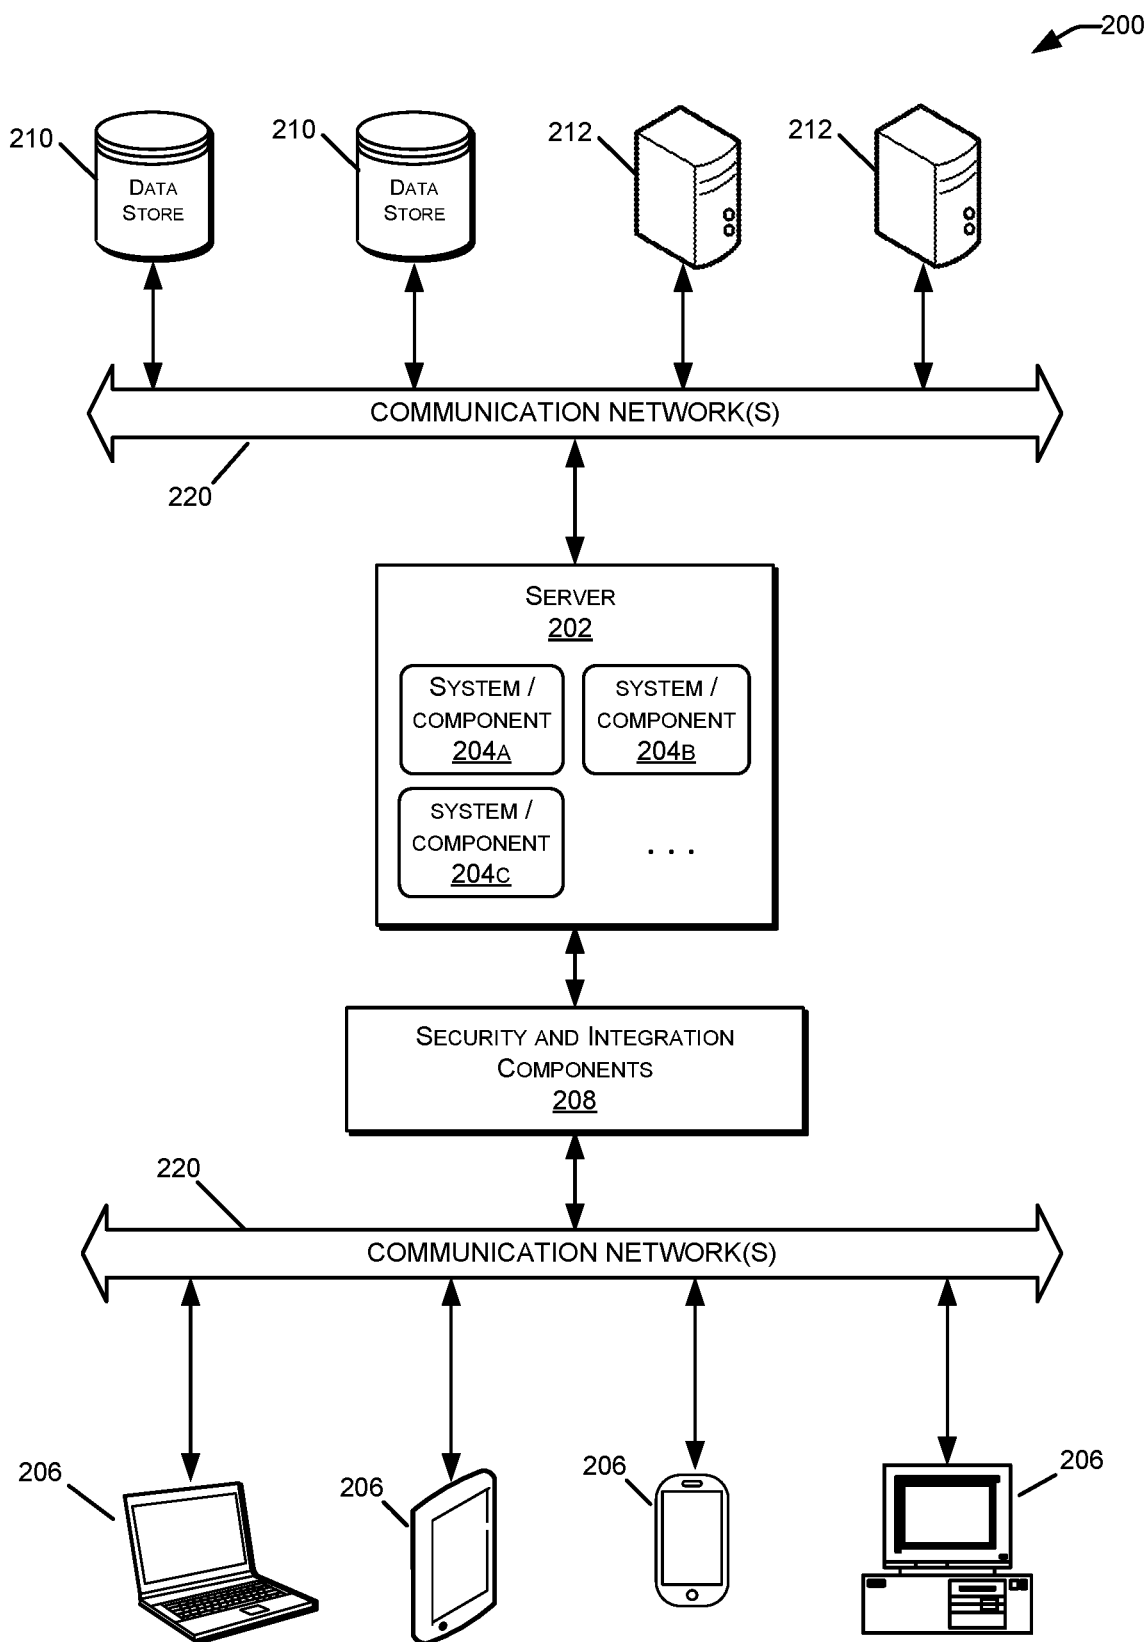 200
210
210
212
212
DATA
STORE
DATA
STORE
COMMUNICATION NETWORK(S)
220
SERVER
202
SYSTEM /
COMPONENT
204A
SYSTEM /
COMPONENT
204B
SYSTEM /
COMPONENT
204C
. . .
SECURITY AND INTEGRATION
COMPONENTS
208
220
COMMUNICATION NETWORK(S)
206
206
206
206